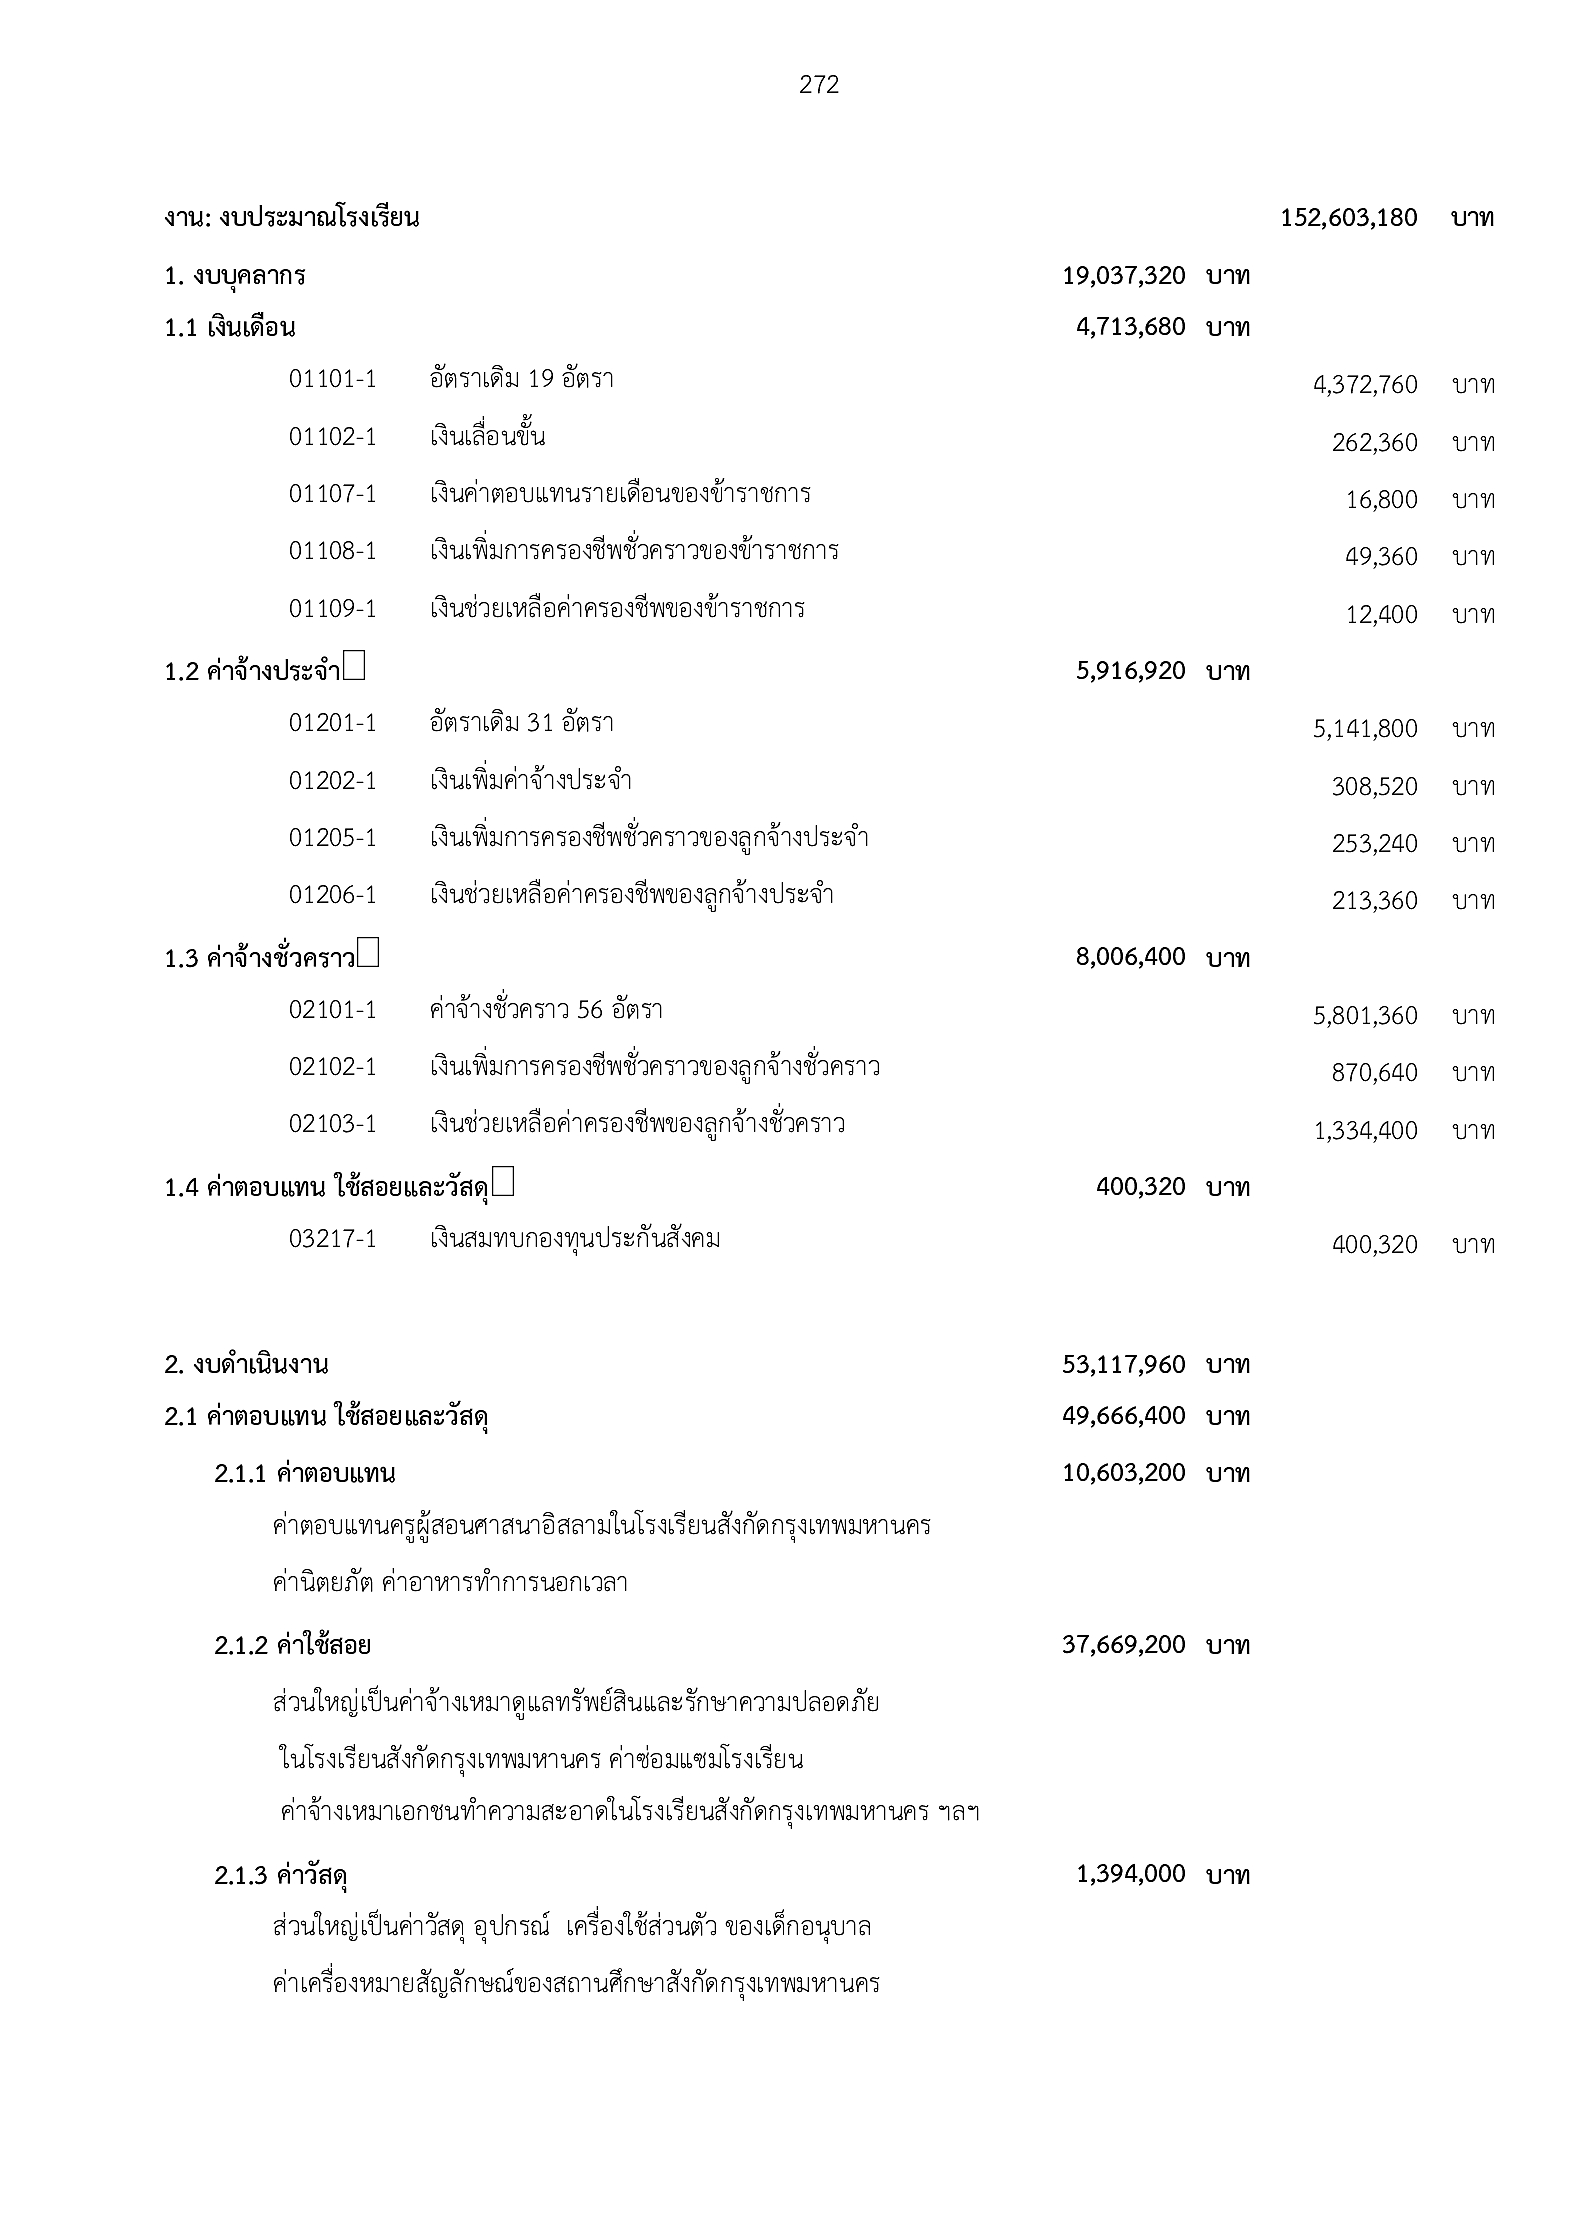 272
งาน: งบประมาณโรงเรียน 152,603,180 บาท
1. งบบุคลากร 19,037,320 บาท
1.1 เงินเดือน 4,713,680 บาท
01101-1 อัตราเดิม 19 อัตรา 4,372,760 บาท
01102-1 เงินเลื่อนขั้น 262,360 บาท
01107-1 เงินค่าตอบแทนรายเดือนของข้าราชการ 16,800 บาท
01108-1 เงินเพิ่มการครองชีพชั่วคราวของข้าราชการ 49,360 บาท
01109-1 เงินช่วยเหลือค่าครองชีพของข้าราชการ 12,400 บาท
1.2 ค่าจ้างประจำ 5,916,920 บาท
01201-1 อัตราเดิม 31 อัตรา 5,141,800 บาท
01202-1 เงินเพิ่มค่าจ้างประจำ 308,520 บาท
01205-1 เงินเพิ่มการครองชีพชั่วคราวของลูกจ้างประจำ 253,240 บาท
01206-1 เงินช่วยเหลือค่าครองชีพของลูกจ้างประจำ 213,360 บาท
1.3 ค่าจ้างชั่วคราว 8,006,400 บาท
02101-1 ค่าจ้างชั่วคราว 56 อัตรา 5,801,360 บาท
02102-1 เงินเพิ่มการครองชีพชั่วคราวของลูกจ้างชั่วคราว 870,640 บาท
02103-1 เงินช่วยเหลือค่าครองชีพของลูกจ้างชั่วคราว 1,334,400 บาท
1.4 ค่าตอบแทน ใช้สอยและวัสดุ 400,320 บาท
03217-1 เงินสมทบกองทุนประกันสังคม 400,320 บาท
2. งบดำเนินงาน 53,117,960 บาท
2.1 ค่าตอบแทน ใช้สอยและวัสดุ 49,666,400 บาท
2.1.1 ค่าตอบแทน 10,603,200 บาท
ค่าตอบแทนครูผู้สอนศาสนาอิสลามในโรงเรียนสังกัดกรุงเทพมหานคร
ค่านิตยภัต ค่าอาหารทำการนอกเวลา
2.1.2 ค่าใช้สอย 37,669,200 บาท
ส่วนใหญ่เป็นค่าจ้างเหมาดูแลทรัพย์สินและรักษาความปลอดภัย
ในโรงเรียนสังกัดกรุงเทพมหานคร ค่าซ่อมแซมโรงเรียน
ค่าจ้างเหมาเอกชนทำความสะอาดในโรงเรียนสังกัดกรุงเทพมหานคร ฯลฯ
2.1.3 ค่าวัสดุ 1,394,000 บาท
ส่วนใหญ่เป็นค่าวัสดุ อุปกรณ์ เครื่องใช้ส่วนตัว ของเด็กอนุบาล
ค่าเครื่องหมายสัญลักษณ์ของสถานศึกษาสังกัดกรุงเทพมหานคร